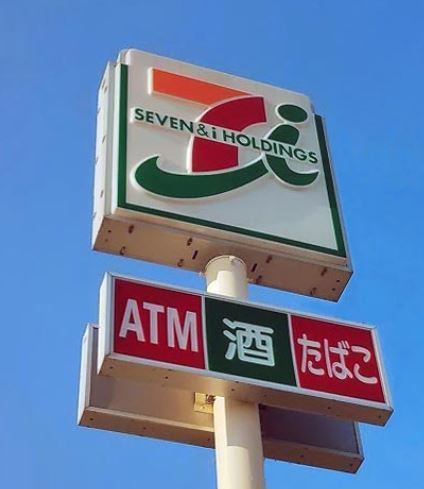 SEVEN&i HOLDINGS
ATM 酒 たばこ